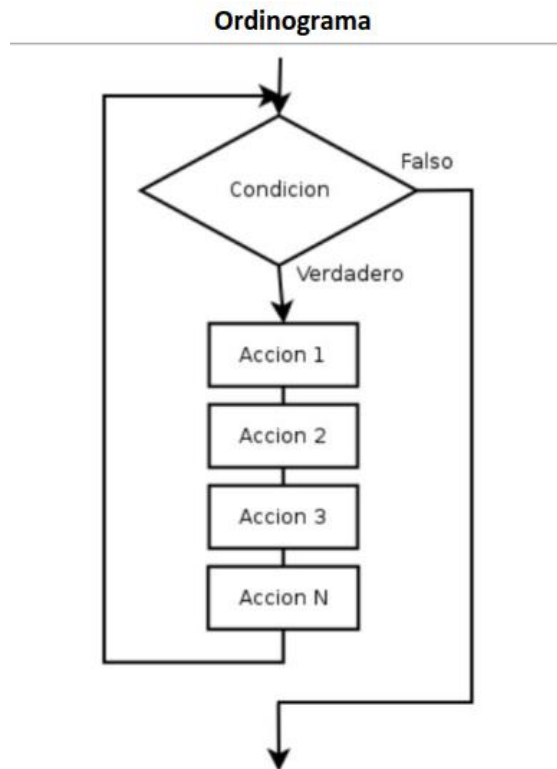 Ordinograma
Falso
Condicion
Verdadero
Accion 1
Accion 2
Accion 3
Accion N